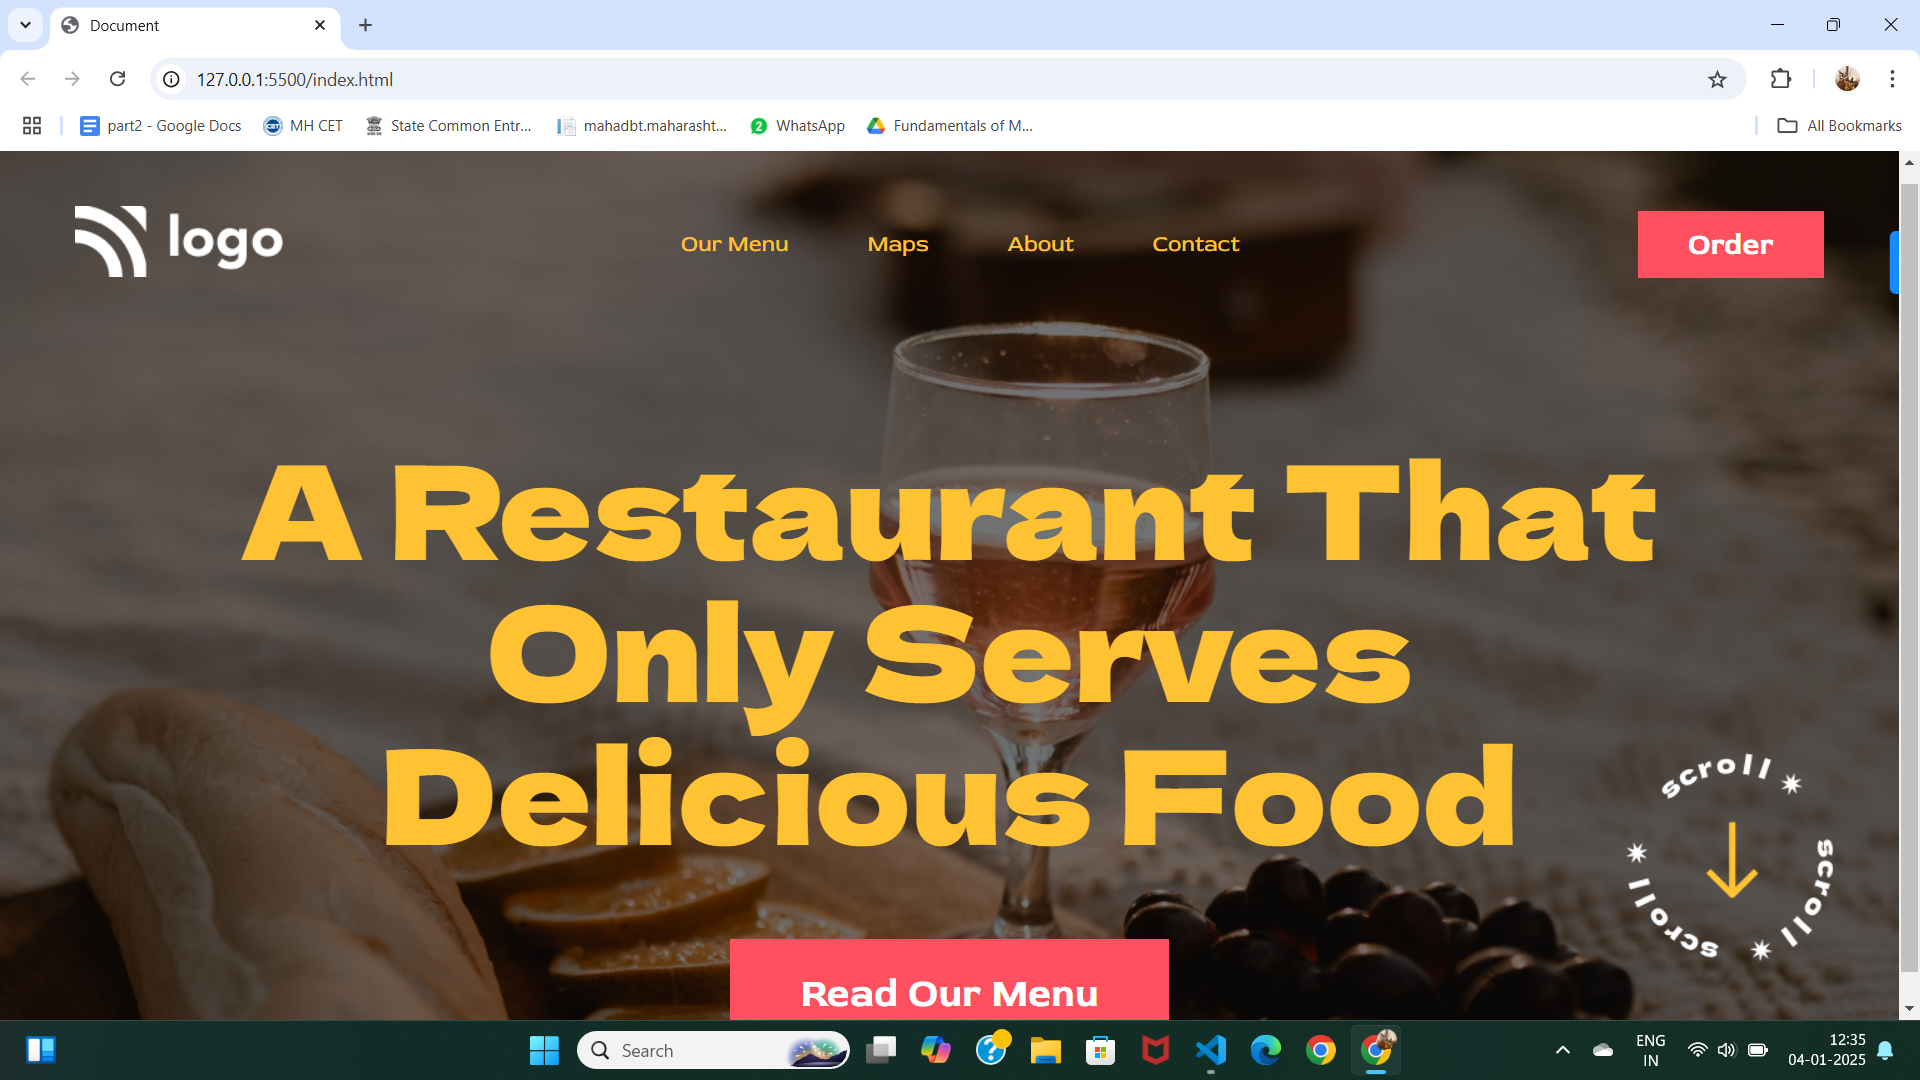 Document
127.0.0.1:5500/index.html
part2 - Google Docs
MH CET
State Common Entr...
mahadbt.maharasht...
WhatsApp
Fundamentals of M...
All Bookmarks
logo
Our Menu
Maps
About
Contact
Order
A Restaurant That
Only Serves
Delicious Food
scroll
scroll
scroll
Read Our Menu
Search
ENG
IN
12:35
04-01-2025